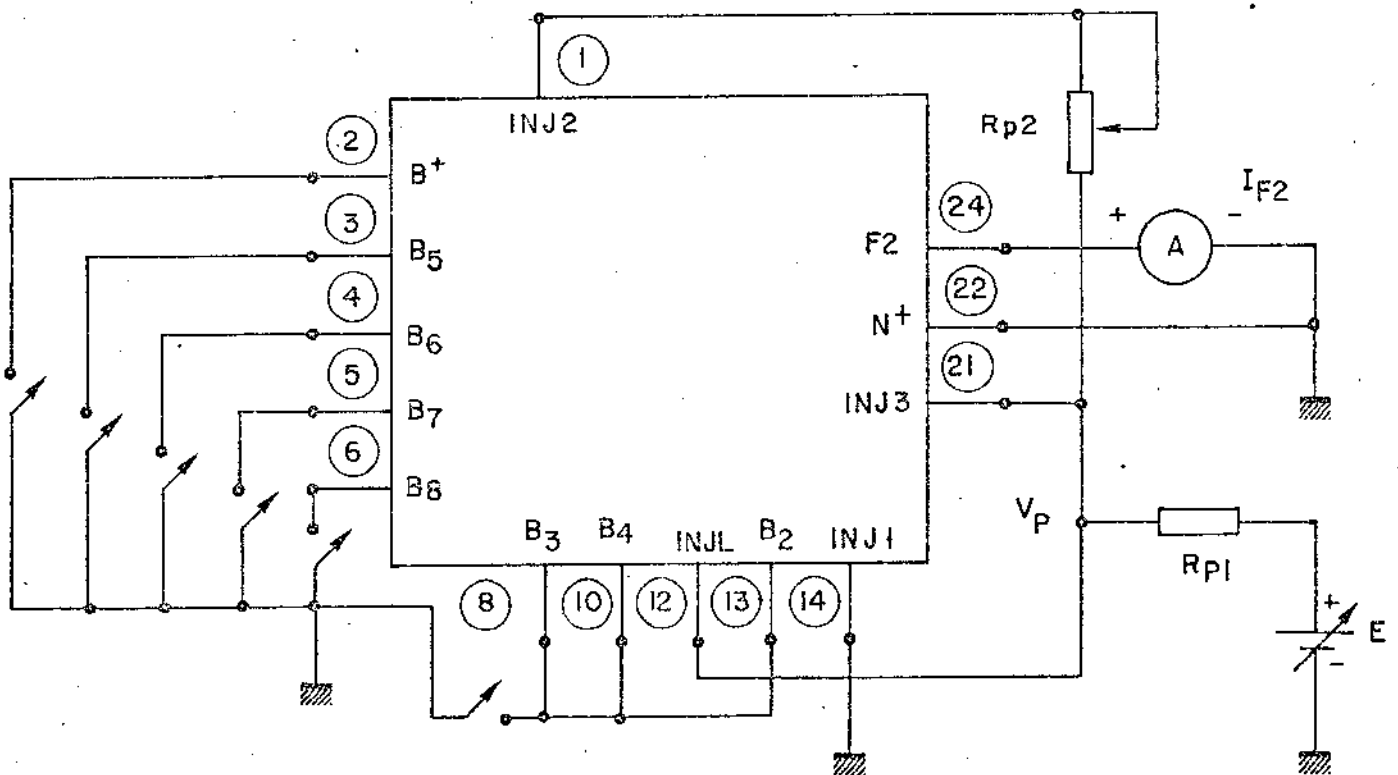 1
INJ2
2
B+
3
B5
4
B6
5
B7
6
B8
Rp2
24
F2
+ A - IF2
22
N+
21
INJ3
VP
RP1
+
E
-
B3 B4 INJL B2 INJ1
8 10 12 13 14